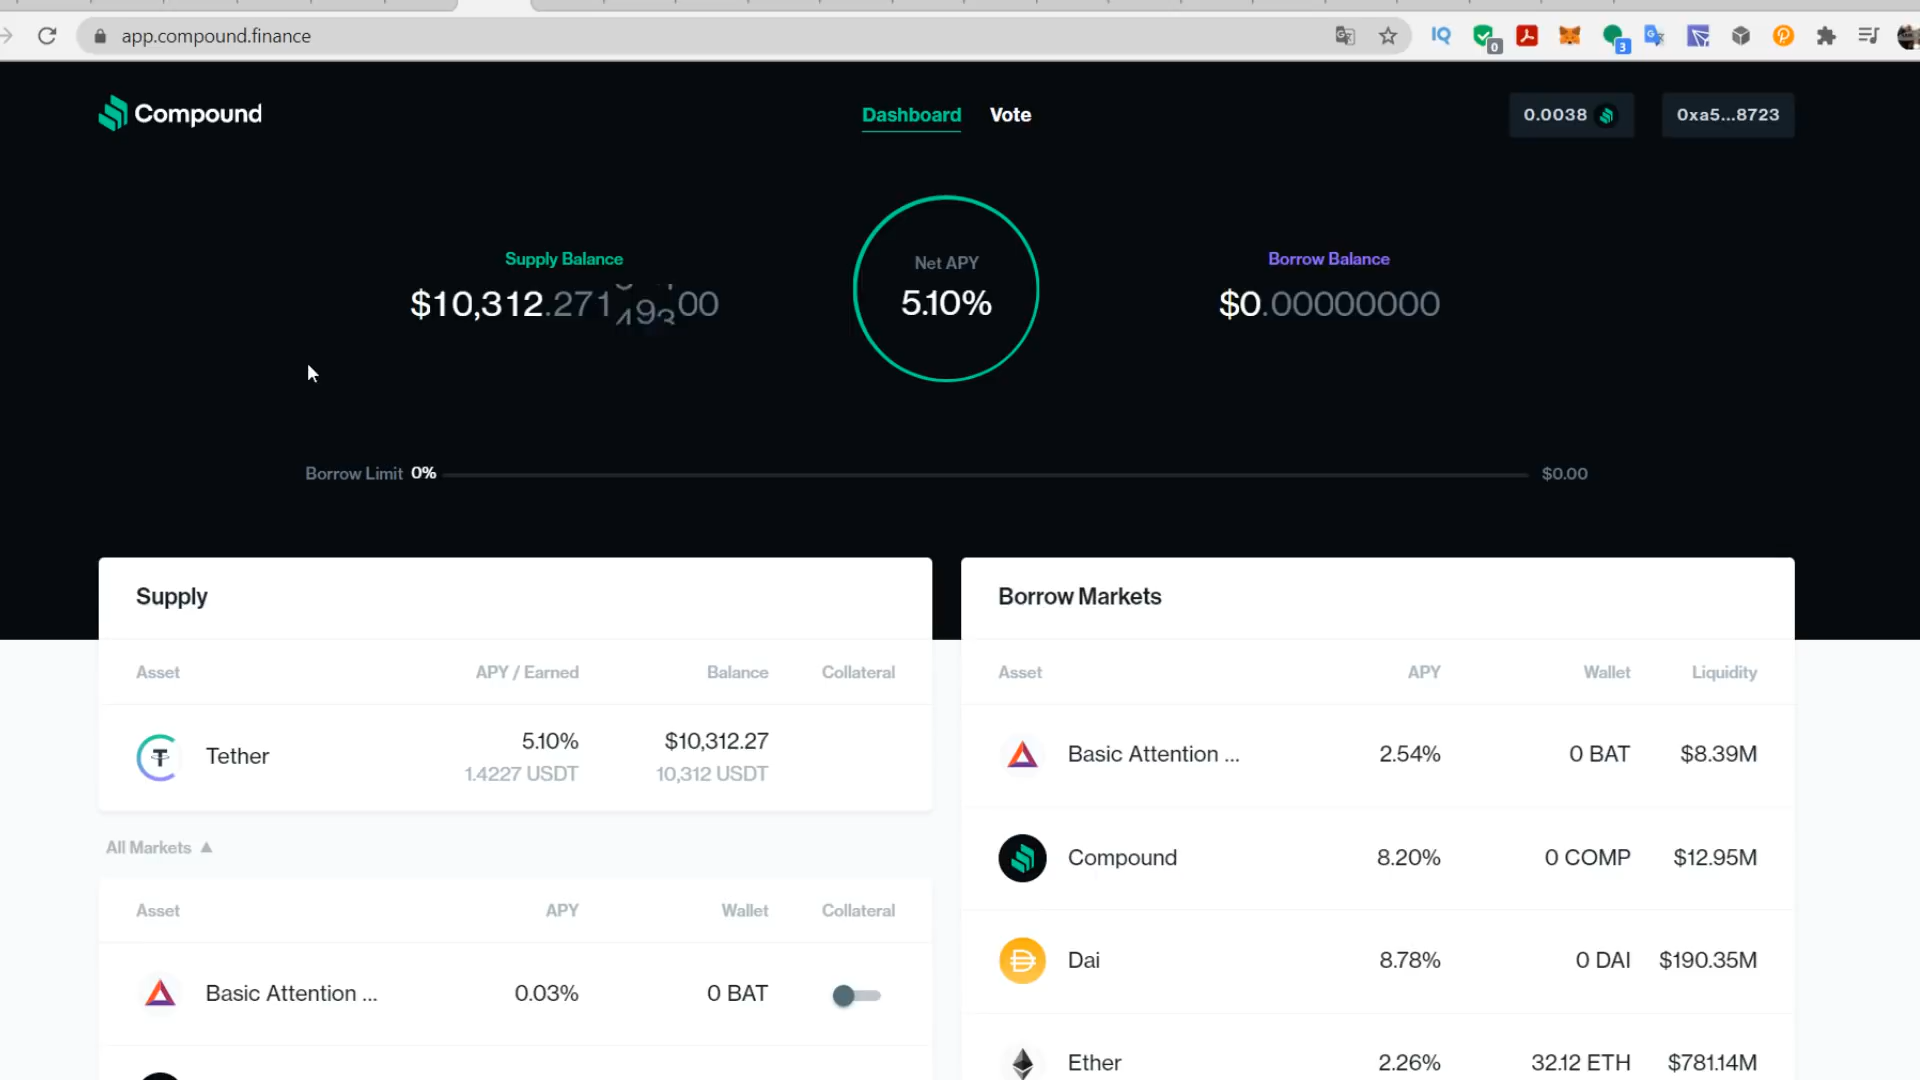 app.compound.finance
0
3
Compound
Dashboard
Vote
0.0038
0xa5...8723
Supply Balance
Net APY
5.10%
Borrow Balance
$0.00000000
Borrow Limit 0%
$0.00
Supply
Asset APY / Earned Balance Collateral
Tether 5.10% $10,312.27
1.4227 USDT 10,312 USDT
All Markets
Asset APY Wallet Collateral
Basic Attention ... 0.03% 0 BAT
Borrow Markets
Asset APY Wallet Liquidity
Basic Attention ... 2.54% 0 BAT $8.39M
Compound 8.20% 0 COMP $12.95M
Dai 8.78% 0 DAI $190.35M
Ether 2.26% 32.12 ETH $781.14M